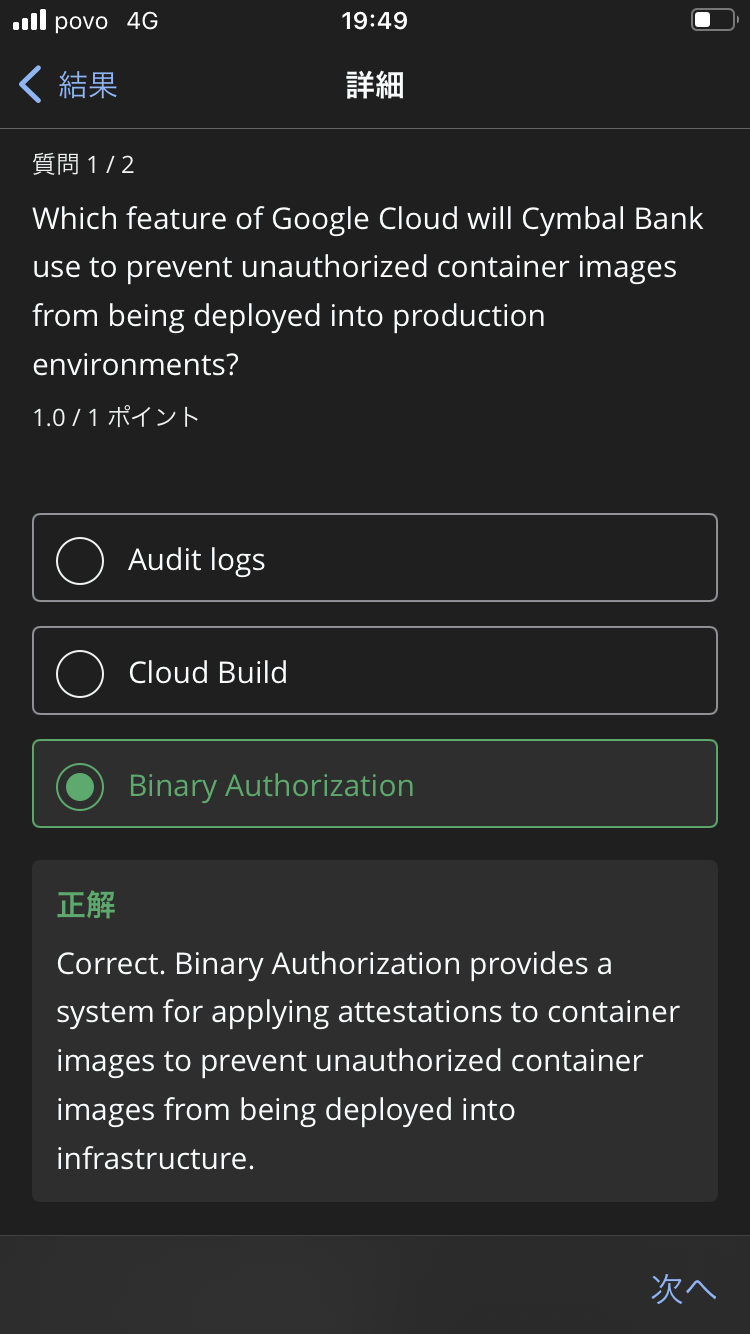 povo 4G 19:49
結果 詳細
質問 1 / 2
Which feature of Google Cloud will Cymbal Bank
use to prevent unauthorized container images
from being deployed into production
environments?
1.0 / 1 ポイント
Audit logs
Cloud Build
Binary Authorization
正解
Correct. Binary Authorization provides a
system for applying attestations to container
images to prevent unauthorized container
images from being deployed into
infrastructure.
次へ